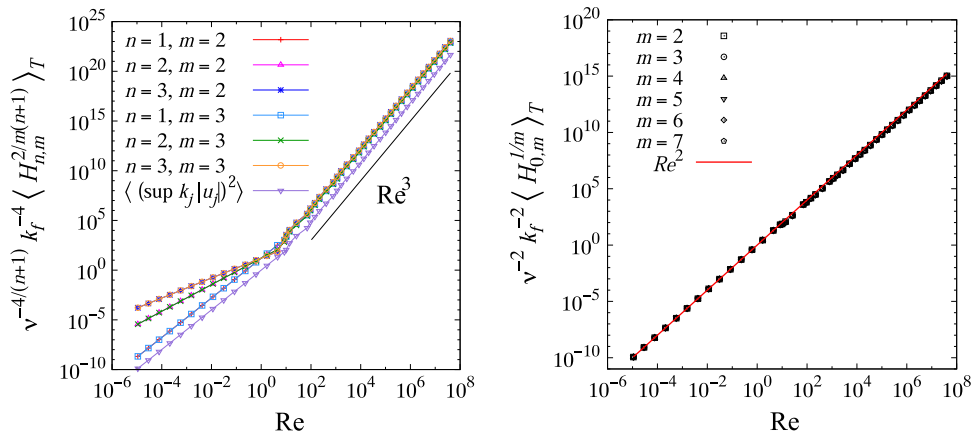 10^25
10^20
10^15
10^10
10^5
10^0
10^-5
10^-10
ν^{-4/(n+1)} k_f^{-4} ⟨ H_{n,m}^{2/m(n+1)} ⟩_T
n = 1, m = 2
n = 2, m = 2
n = 3, m = 2
n = 1, m = 3
n = 2, m = 3
n = 3, m = 3
⟨ (sup k_j |u_j|)^2 ⟩
Re^3
10^-6 10^-4 10^-2 10^0 10^2 10^4 10^6 10^8
Re
10^20
10^15
10^10
10^5
10^0
10^-5
10^-10
ν^{-2} k_f^{-2} ⟨ H_{0,m}^{1/m} ⟩_T
m = 2
m = 3
m = 4
m = 5
m = 6
m = 7
Re^2
10^-6 10^-4 10^-2 10^0 10^2 10^4 10^6 10^8
Re